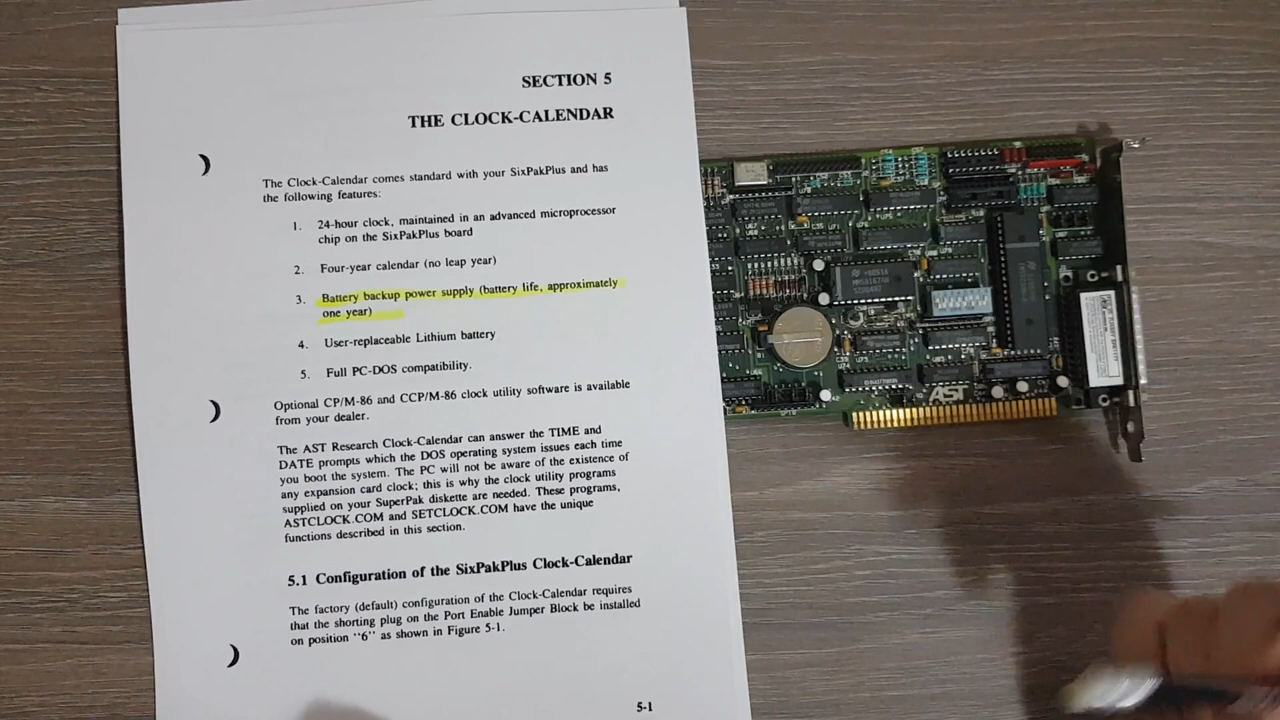 SECTION 5
THE CLOCK-CALENDAR
The Clock-Calendar comes standard with your SixPakPlus and has
the following features:
1. 24-hour clock, maintained in an advanced microprocessor
chip on the SixPakPlus board
2. Four-year calendar (no leap year)
3. Battery backup power supply (battery life, approximately
one year)
4. User-replaceable Lithium battery
5. Full PC-DOS compatibility.
Optional CP/M-86 and CCP/M-86 clock utility software is available
from your dealer.
The AST Research Clock-Calendar can answer the TIME and
DATE prompts which the DOS operating system issues each time
you boot the system. The PC will not be aware of the existence of
any expansion card clock; this is why the clock utility programs
supplied on your SuperPak diskette are needed. These programs,
ASTCLOCK.COM and SETCLOCK.COM have the unique
functions described in this section.
5.1 Configuration of the SixPakPlus Clock-Calendar
The factory (default) configuration of the Clock-Calendar requires
that the shorting plug on the Port Enable Jumper Block be installed
on position "6" as shown in Figure 5-1.
5-1
AST